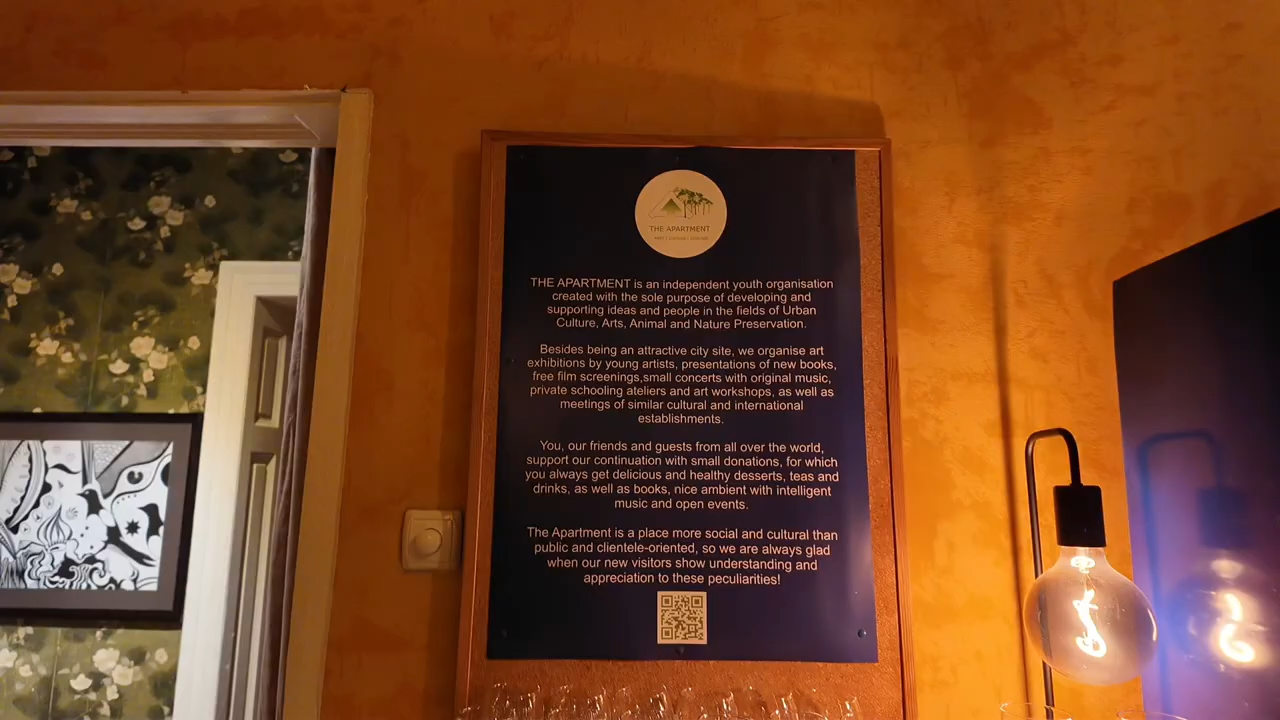 THE APARTMENT
THE APARTMENT is an independent youth organisation
created with the sole purpose of developing and
supporting ideas and people in the fields of Urban
Culture, Arts, Animal and Nature Preservation.
Besides being an attractive city site, we organise art
exhibitions by young artists, presentations of new books,
free film screenings,small concerts with original music,
private schooling ateliers and art workshops, as well as
meetings of similar cultural and international
establishments.
You, our friends and guests from all over the world,
support our continuation with small donations, for which
you always get delicious and healthy desserts, teas and
drinks, as well as books, nice ambient with intelligent
music and open events.
The Apartment is a place more social and cultural than
public and clientele-oriented, so we are always glad
when our new visitors show understanding and
appreciation to these peculiarities!